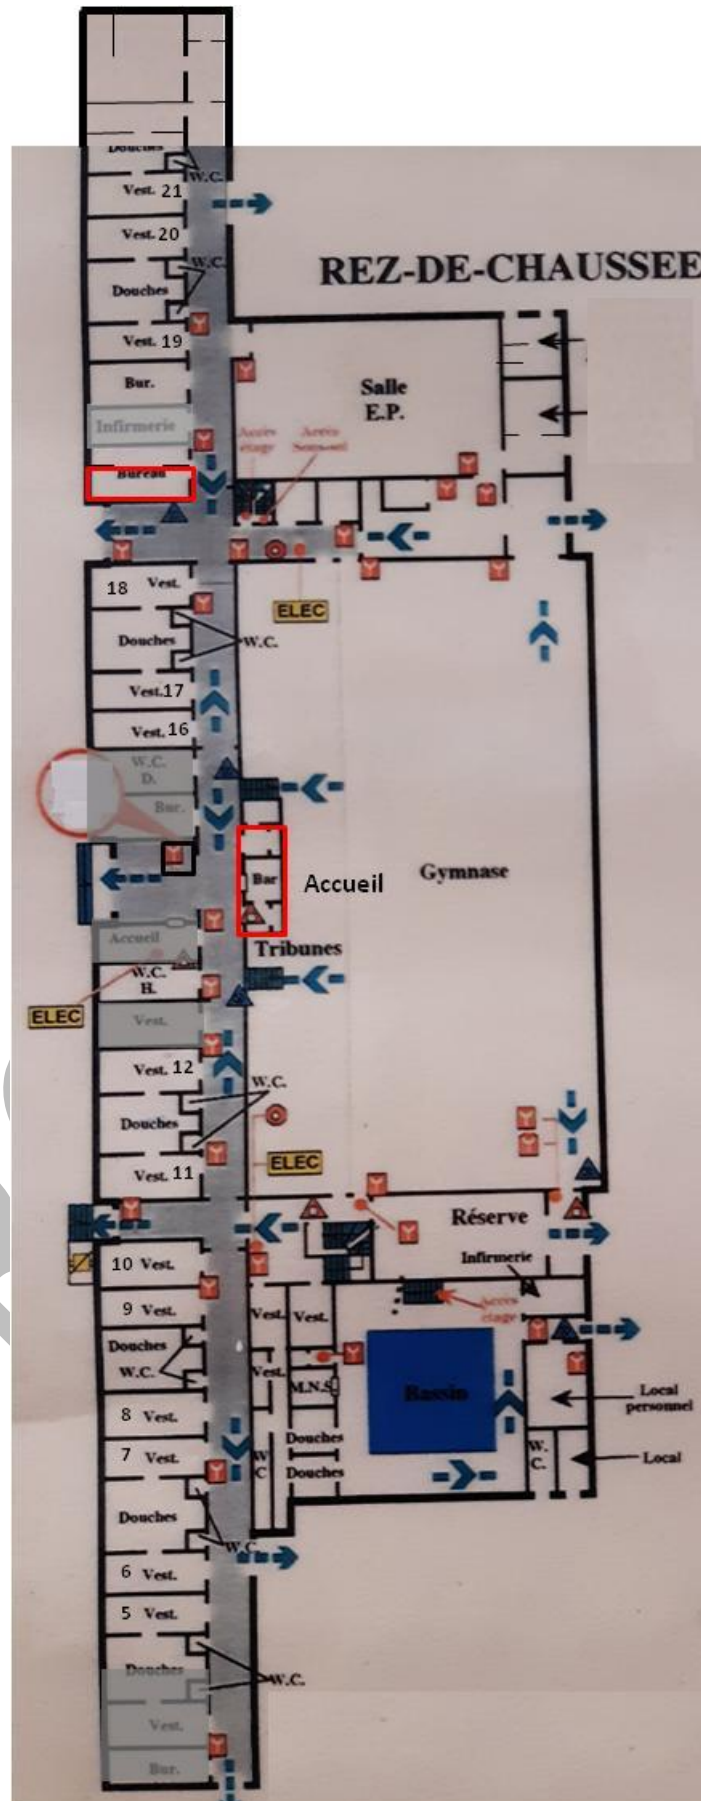 Douches
W.C.
Vest. 21
Vest. 20
W.C.
REZ-DE-CHAUSSEE
Douches
Vest. 19
Bur.
Salle
E.P.
Infirmerie
Accès
étage
Accès
Sous-sol
Bureau
18 Vest.
ELEC
Douches
W.C.
Vest. 17
Vest. 16
W.C.
D.
Bur.
Bar
Accueil
Gymnase
Accueil
Tribunes
W.C.
H.
ELEC
Vest.
Vest. 12
W.C.
Douches
ELEC
Vest. 11
Réserve
10 Vest.
Infirmerie
9 Vest.
Vest.
Vest.
Accès
étage
Douches
W.C.
Vest.
M.N.S.
Bassin
Local
personnel
8 Vest.
Douches
7 Vest.
W
C
Douches
W.
C.
Local
Douches
W.C.
6 Vest.
5 Vest.
Douches
W.C.
Vest.
Bur.